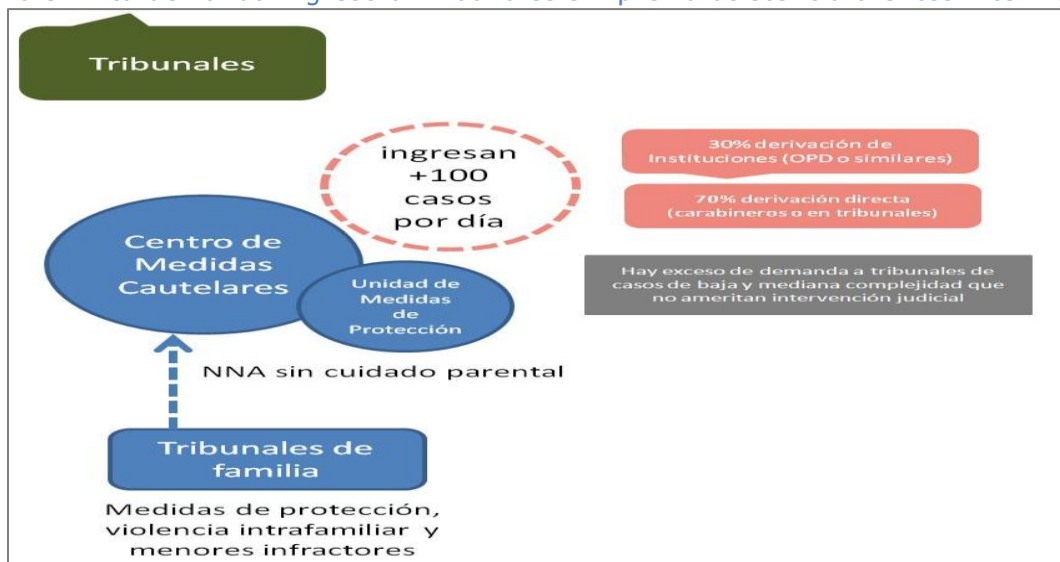 Tribunales
ingresan
+100
casos
por día
30% derivación de
Instituciones (OPD o similares)
70% derivación directa
(carabineros o en tribunales)
Centro de
Medidas
Cautelares
Unidad de
Medidas
de
Protección
Hay exceso de demanda a tribunales de
casos de baja y mediana complejidad que
no ameritan intervención judicial
NNA sin cuidado parental
Tribunales de
familia
Medidas de protección,
violencia intrafamiliar y
menores infractores